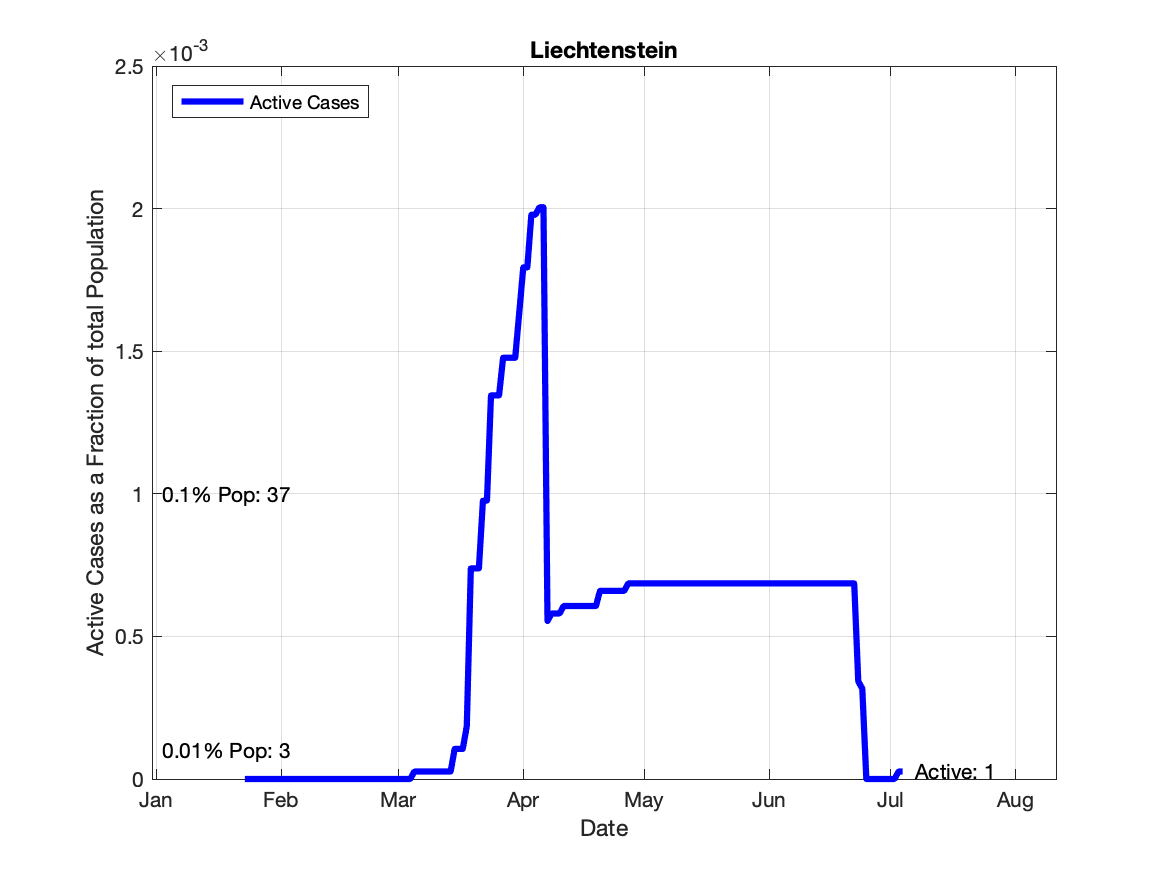 Liechtenstein
×10-3
2.5
2
1.5
1
0.5
0
Active Cases
0.1% Pop: 37
0.01% Pop: 3
Active: 1
Active Cases as a Fraction of total Population
Jan Feb Mar Apr May Jun Jul Aug
Date